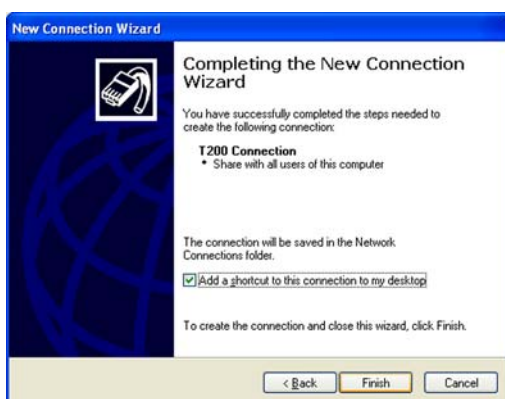 New Connection Wizard
Completing the New Connection
Wizard
You have successfully completed the steps needed to
create the following connection:
T200 Connection
• Share with all users of this computer
The connection will be saved in the Network
Connections folder.
Add a shortcut to this connection to my desktop
To create the connection and close this wizard, click Finish.
< Back Finish Cancel